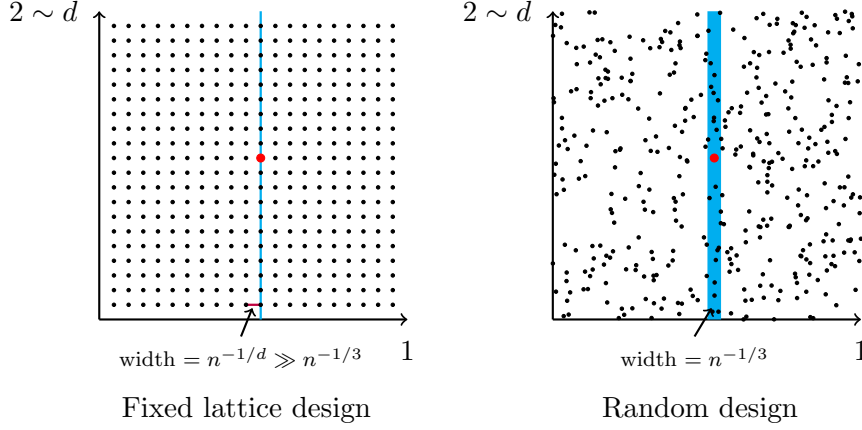 2 ∼ d
1
width = n^{-1/d} ≫ n^{-1/3}
Fixed lattice design
2 ∼ d
1
width = n^{-1/3}
Random design